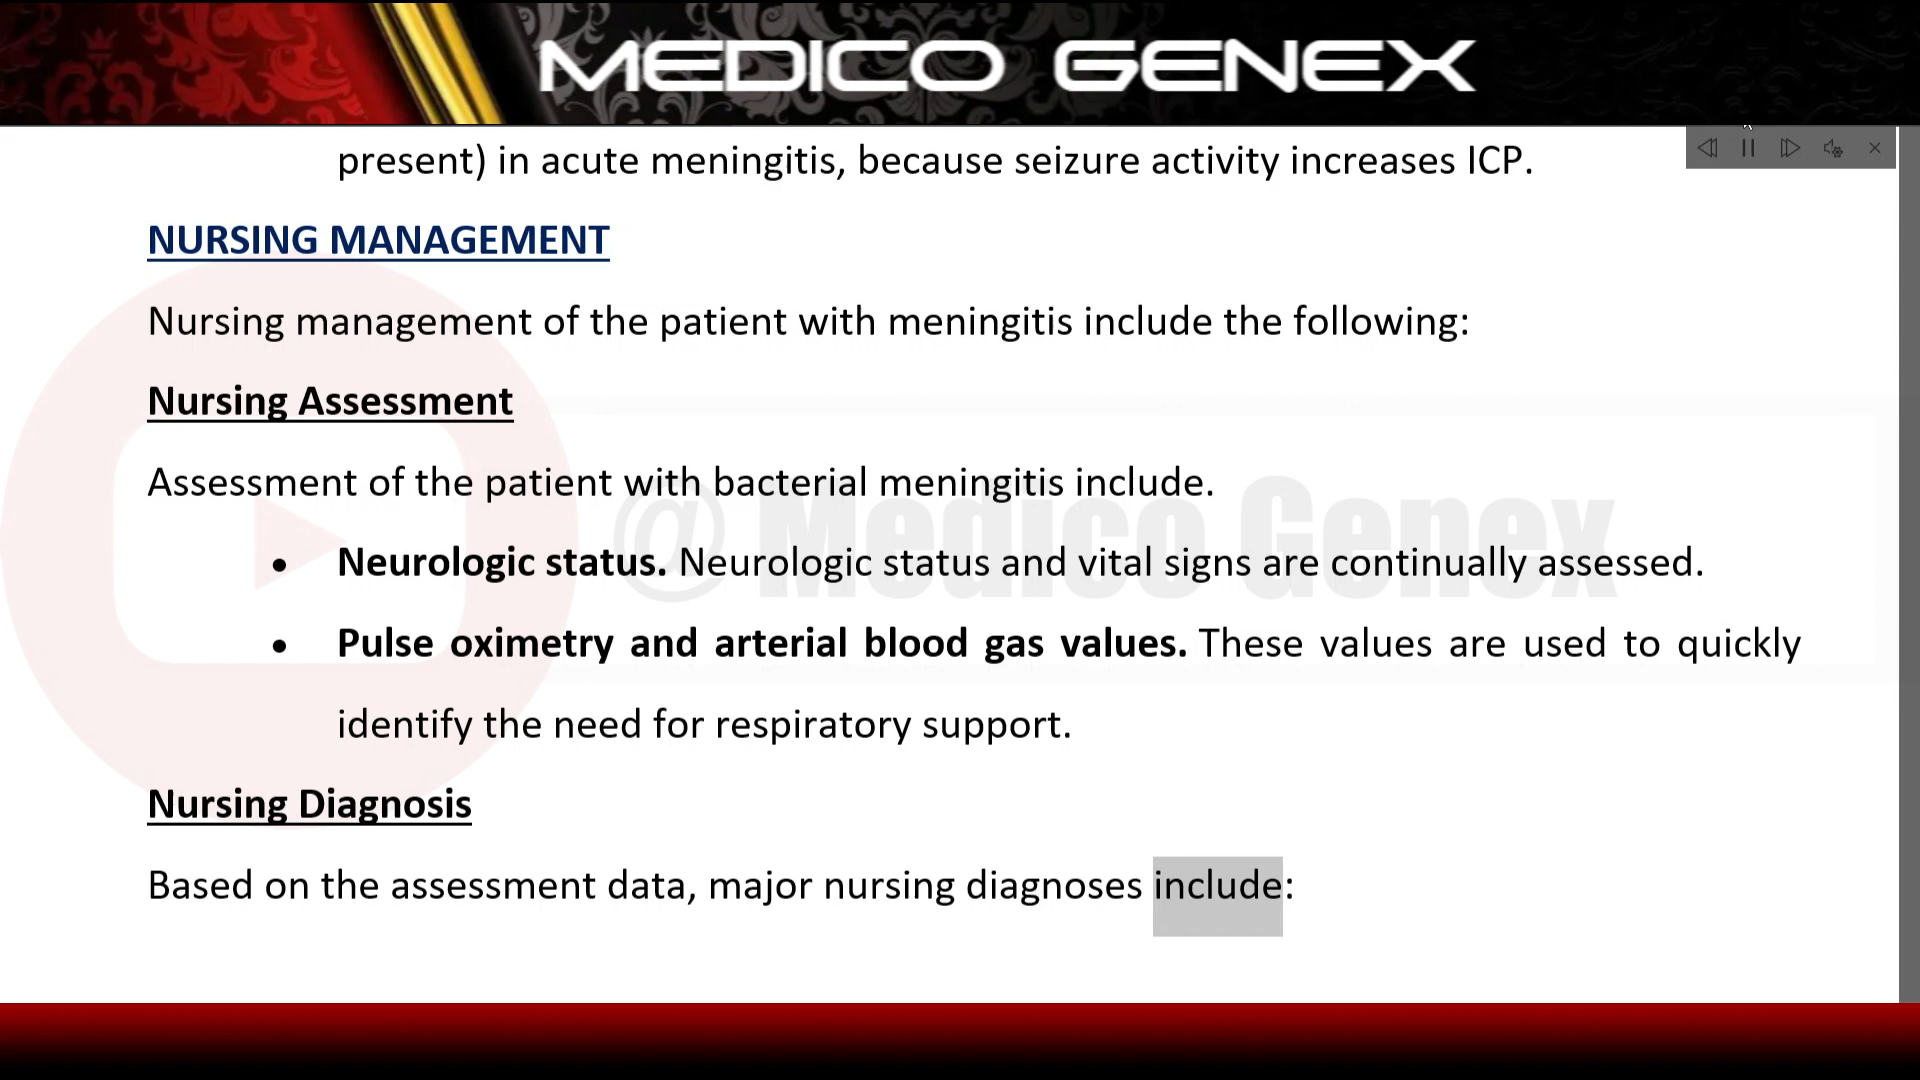 MEDICO GENEX
present) in acute meningitis, because seizure activity increases ICP.
NURSING MANAGEMENT
Nursing management of the patient with meningitis include the following:
Nursing Assessment
Assessment of the patient with bacterial meningitis include.
@ Medico Genex
• Neurologic status. Neurologic status and vital signs are continually assessed.
• Pulse oximetry and arterial blood gas values. These values are used to quickly
identify the need for respiratory support.
Nursing Diagnosis
Based on the assessment data, major nursing diagnoses include: